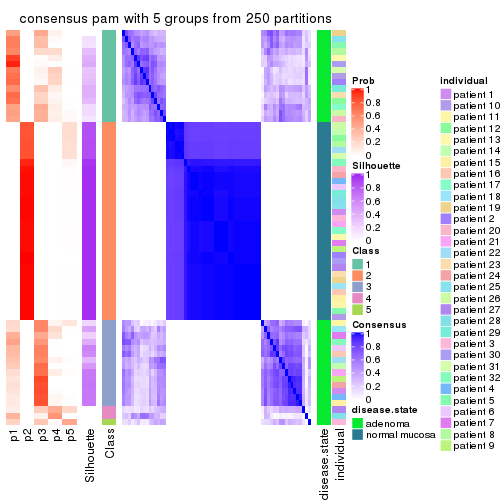 consensus pam with 5 groups from 250 partitions
Prob
1
0.8
0.6
0.4
0.2
0
Silhouette
1
0.8
0.6
0.4
0.2
0
Class
1
2
3
4
5
Consensus
1
0.8
0.6
0.4
0.2
0
disease.state
adenoma
normal mucosa
individual
patient 1
patient 10
patient 11
patient 12
patient 13
patient 14
patient 15
patient 16
patient 17
patient 18
patient 19
patient 2
patient 20
patient 21
patient 22
patient 23
patient 24
patient 25
patient 26
patient 27
patient 28
patient 29
patient 3
patient 30
patient 31
patient 32
patient 4
patient 5
patient 6
patient 7
patient 8
patient 9
p1
p2
p3
p4
p5
Silhouette
Class
disease.state
individual